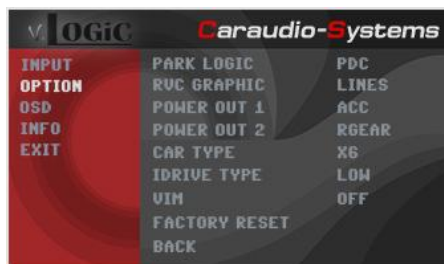 V.LOGiC Caraudio-Systems
INPUT PARK LOGIC PDC
OPTION RVC GRAPHIC LINES
OSD POWER OUT 1 ACC
INFO POWER OUT 2 RGEAR
EXIT CAR TYPE X6
IDRIVE TYPE LOW
VIM OFF
FACTORY RESET
BACK